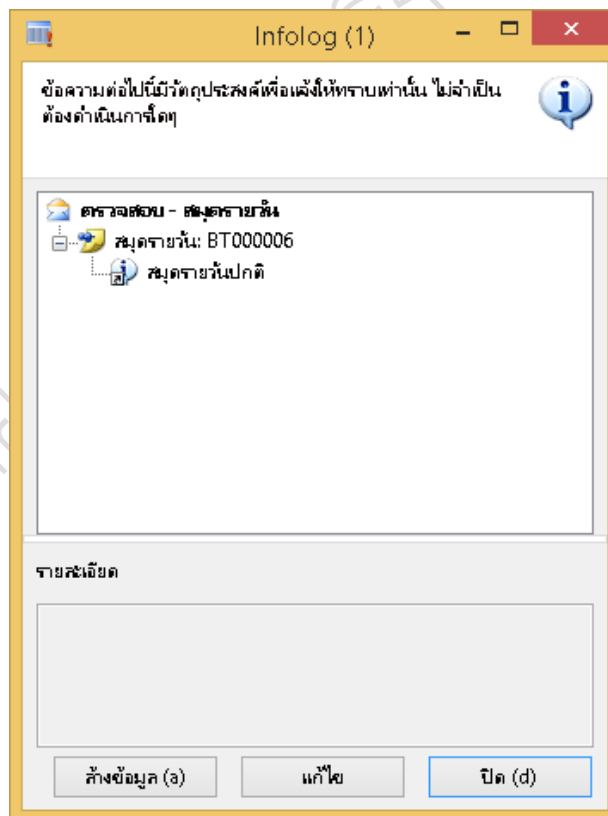 Infolog (1)
ข้อความต่อไปนี้มีวัตถุประสงค์เพื่อแจ้งให้ทราบเท่านั้น ไม่จำเป็น
ต้องดำเนินการใดๆ
ตรวจสอบ - สมุดรายวัน
สมุดรายวัน: BT000006
สมุดรายวันปกติ
รายละเอียด
ล้างข้อมูล (a)
แก้ไข
ปิด (d)